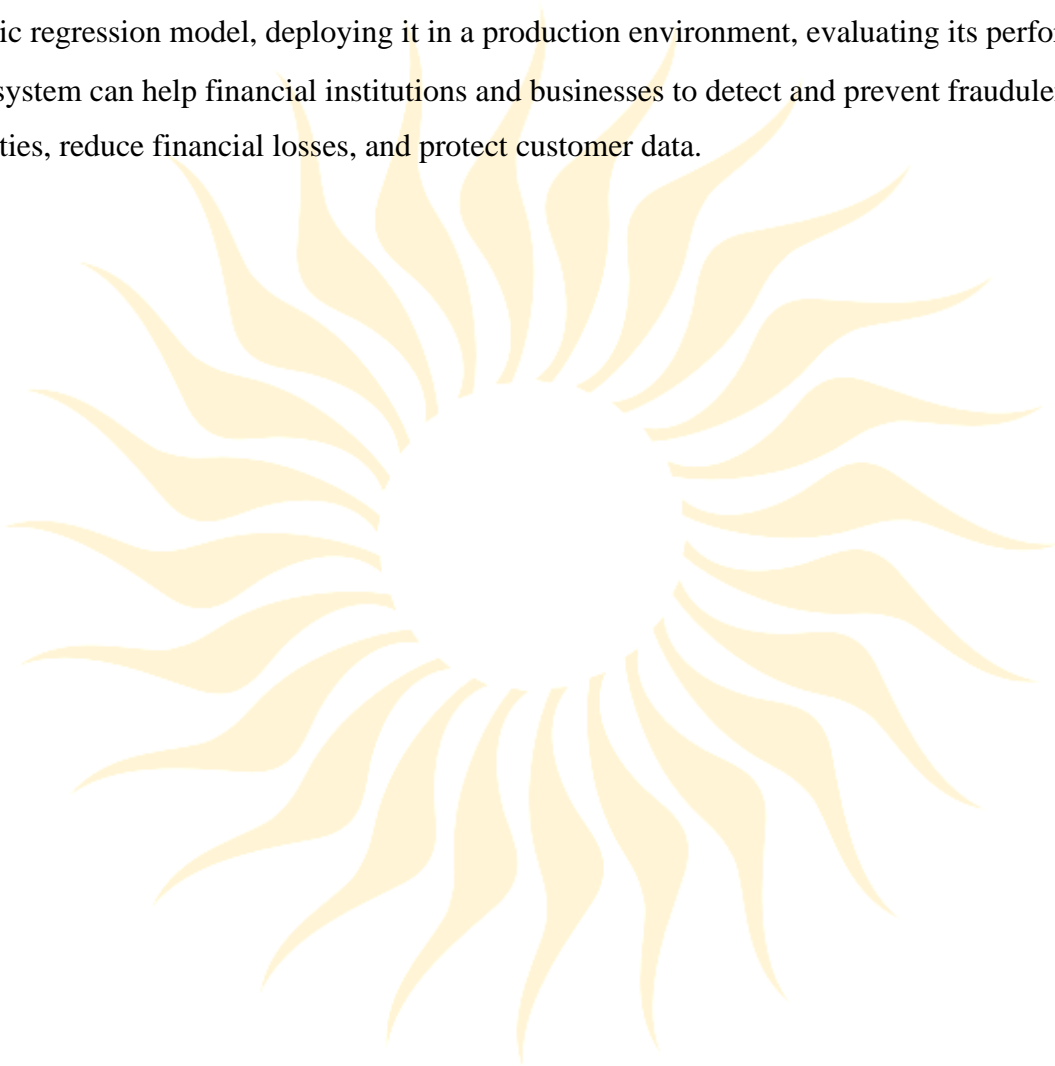 ic regression model, deploying it in a production environment, evaluating its perfo
system can help financial institutions and businesses to detect and prevent fraudule
ties, reduce financial losses, and protect customer data.